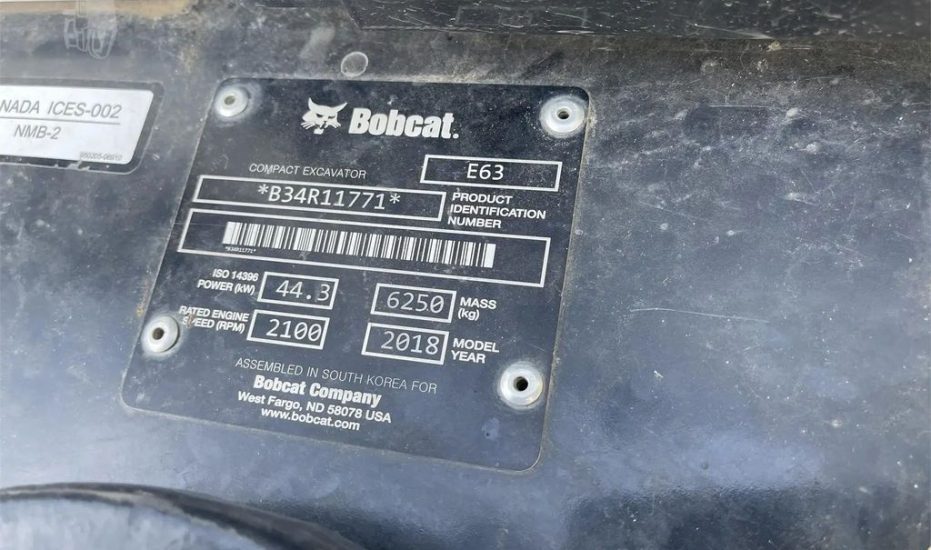 NADA ICES-002
NMB-2
Bobcat.
COMPACT EXCAVATOR
E63
*B34R11771*
PRODUCT
IDENTIFICATION
NUMBER
*B34R11771*
ISO 14396
POWER (kW)
44.3
6250
MASS
(kg)
RATED ENGINE
SPEED (RPM)
2100
2018
MODEL
YEAR
ASSEMBLED IN SOUTH KOREA FOR
Bobcat Company
West Fargo, ND 58078 USA
www.bobcat.com